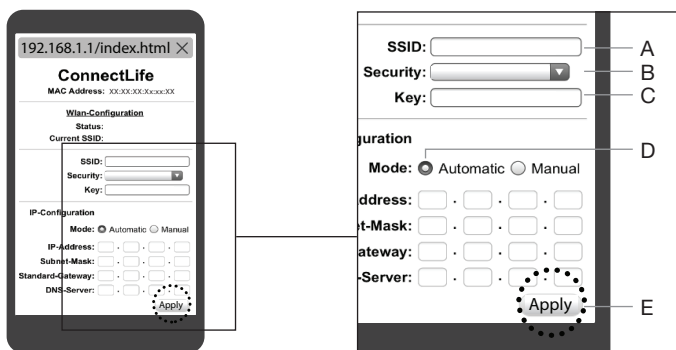 192.168.1.1/index.html ×
ConnectLife
MAC Address: XX:XX:XX:Xx:xx:XX
Wlan-Configuration
Status:
Current SSID:
SSID:
Security:
Key:
IP-Configuration
Mode: Automatic Manual
IP-Address: . . .
Subnet-Mask: . . .
Standard-Gateway: . . .
DNS-Server: . . .
Apply
SSID: A
Security: B
Key: C
guration
D
Mode: Automatic Manual
ddress: . . .
et-Mask: . . .
ateway: . . .
-Server: . . .
Apply E